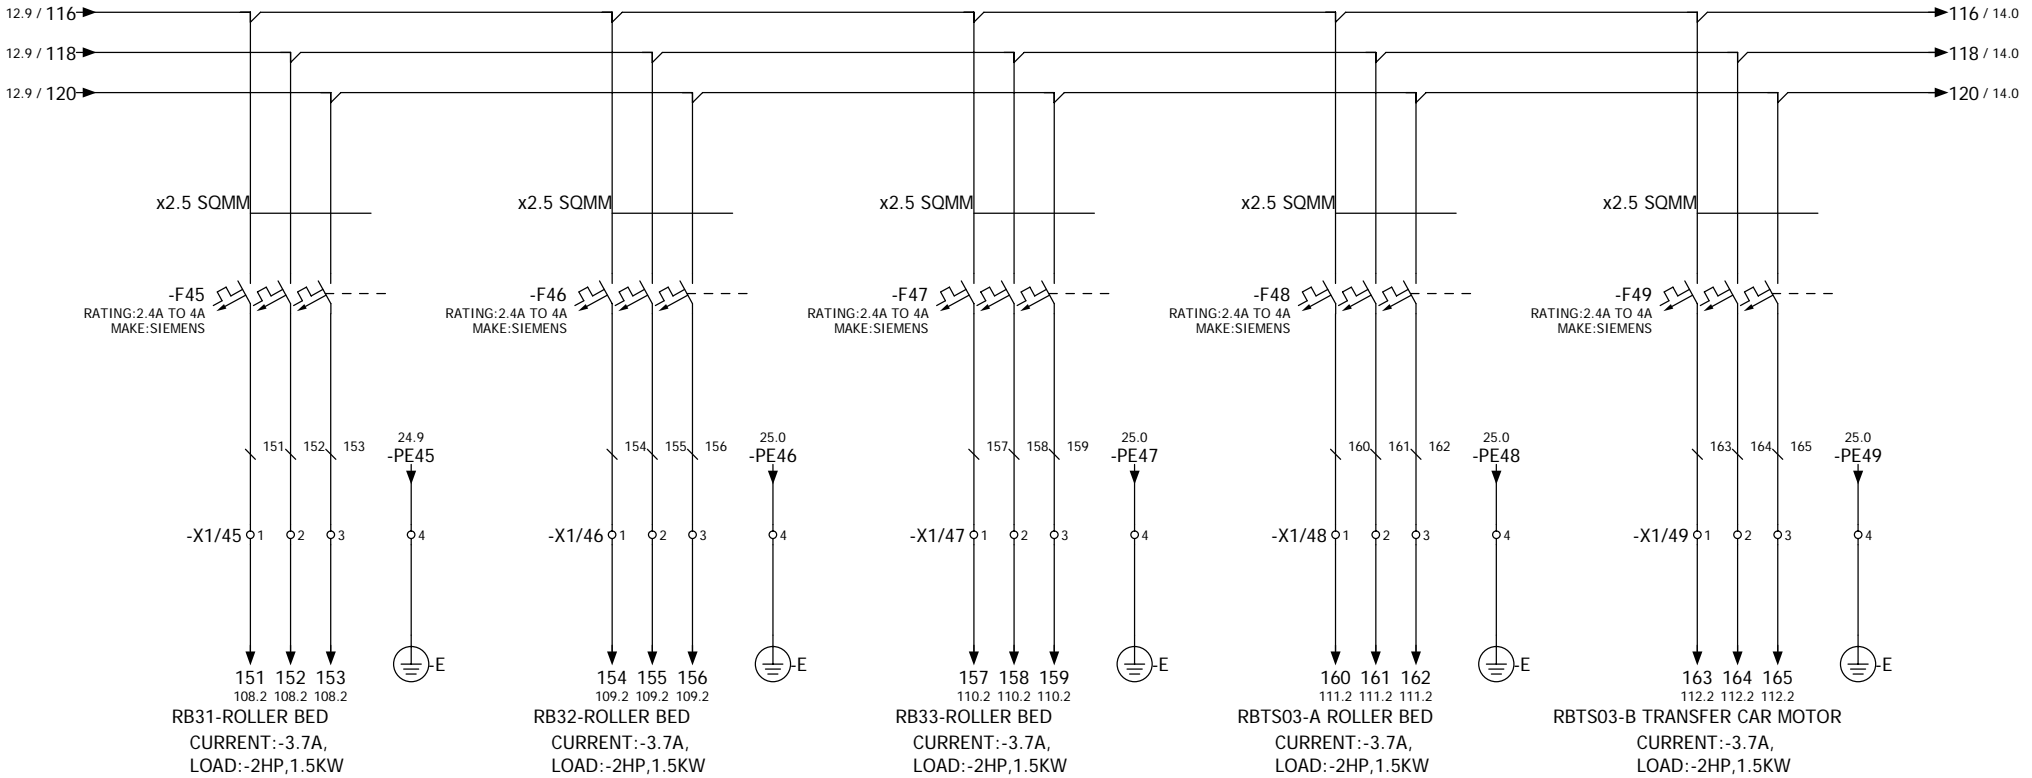 12.9 / 116 116 / 14.0
12.9 / 118 118 / 14.0
12.9 / 120 120 / 14.0
x2.5 SQMM x2.5 SQMM x2.5 SQMM x2.5 SQMM x2.5 SQMM
-F45 -F46 -F47 -F48 -F49
RATING:2.4A TO 4A RATING:2.4A TO 4A RATING:2.4A TO 4A RATING:2.4A TO 4A RATING:2.4A TO 4A
MAKE:SIEMENS MAKE:SIEMENS MAKE:SIEMENS MAKE:SIEMENS MAKE:SIEMENS
24.9 25.0 25.0 25.0 25.0
151 152 153 154 155 156 157 158 159 160 161 162 163 164 165
-PE45 -PE46 -PE47 -PE48 -PE49
-X1/45 1 2 3 4 -X1/46 1 2 3 4 -X1/47 1 2 3 4 -X1/48 1 2 3 4 -X1/49 1 2 3 4
-E -E -E -E -E
151 152 153 154 155 156 157 158 159 160 161 162 163 164 165
108.2 108.2 108.2 109.2 109.2 109.2 110.2 110.2 110.2 111.2 111.2 111.2 112.2 112.2 112.2
RB31-ROLLER BED RB32-ROLLER BED RB33-ROLLER BED RBTS03-A ROLLER BED RBTS03-B TRANSFER CAR MOTOR
CURRENT:-3.7A, CURRENT:-3.7A, CURRENT:-3.7A, CURRENT:-3.7A, CURRENT:-3.7A,
LOAD:-2HP,1.5KW LOAD:-2HP,1.5KW LOAD:-2HP,1.5KW LOAD:-2HP,1.5KW LOAD:-2HP,1.5KW